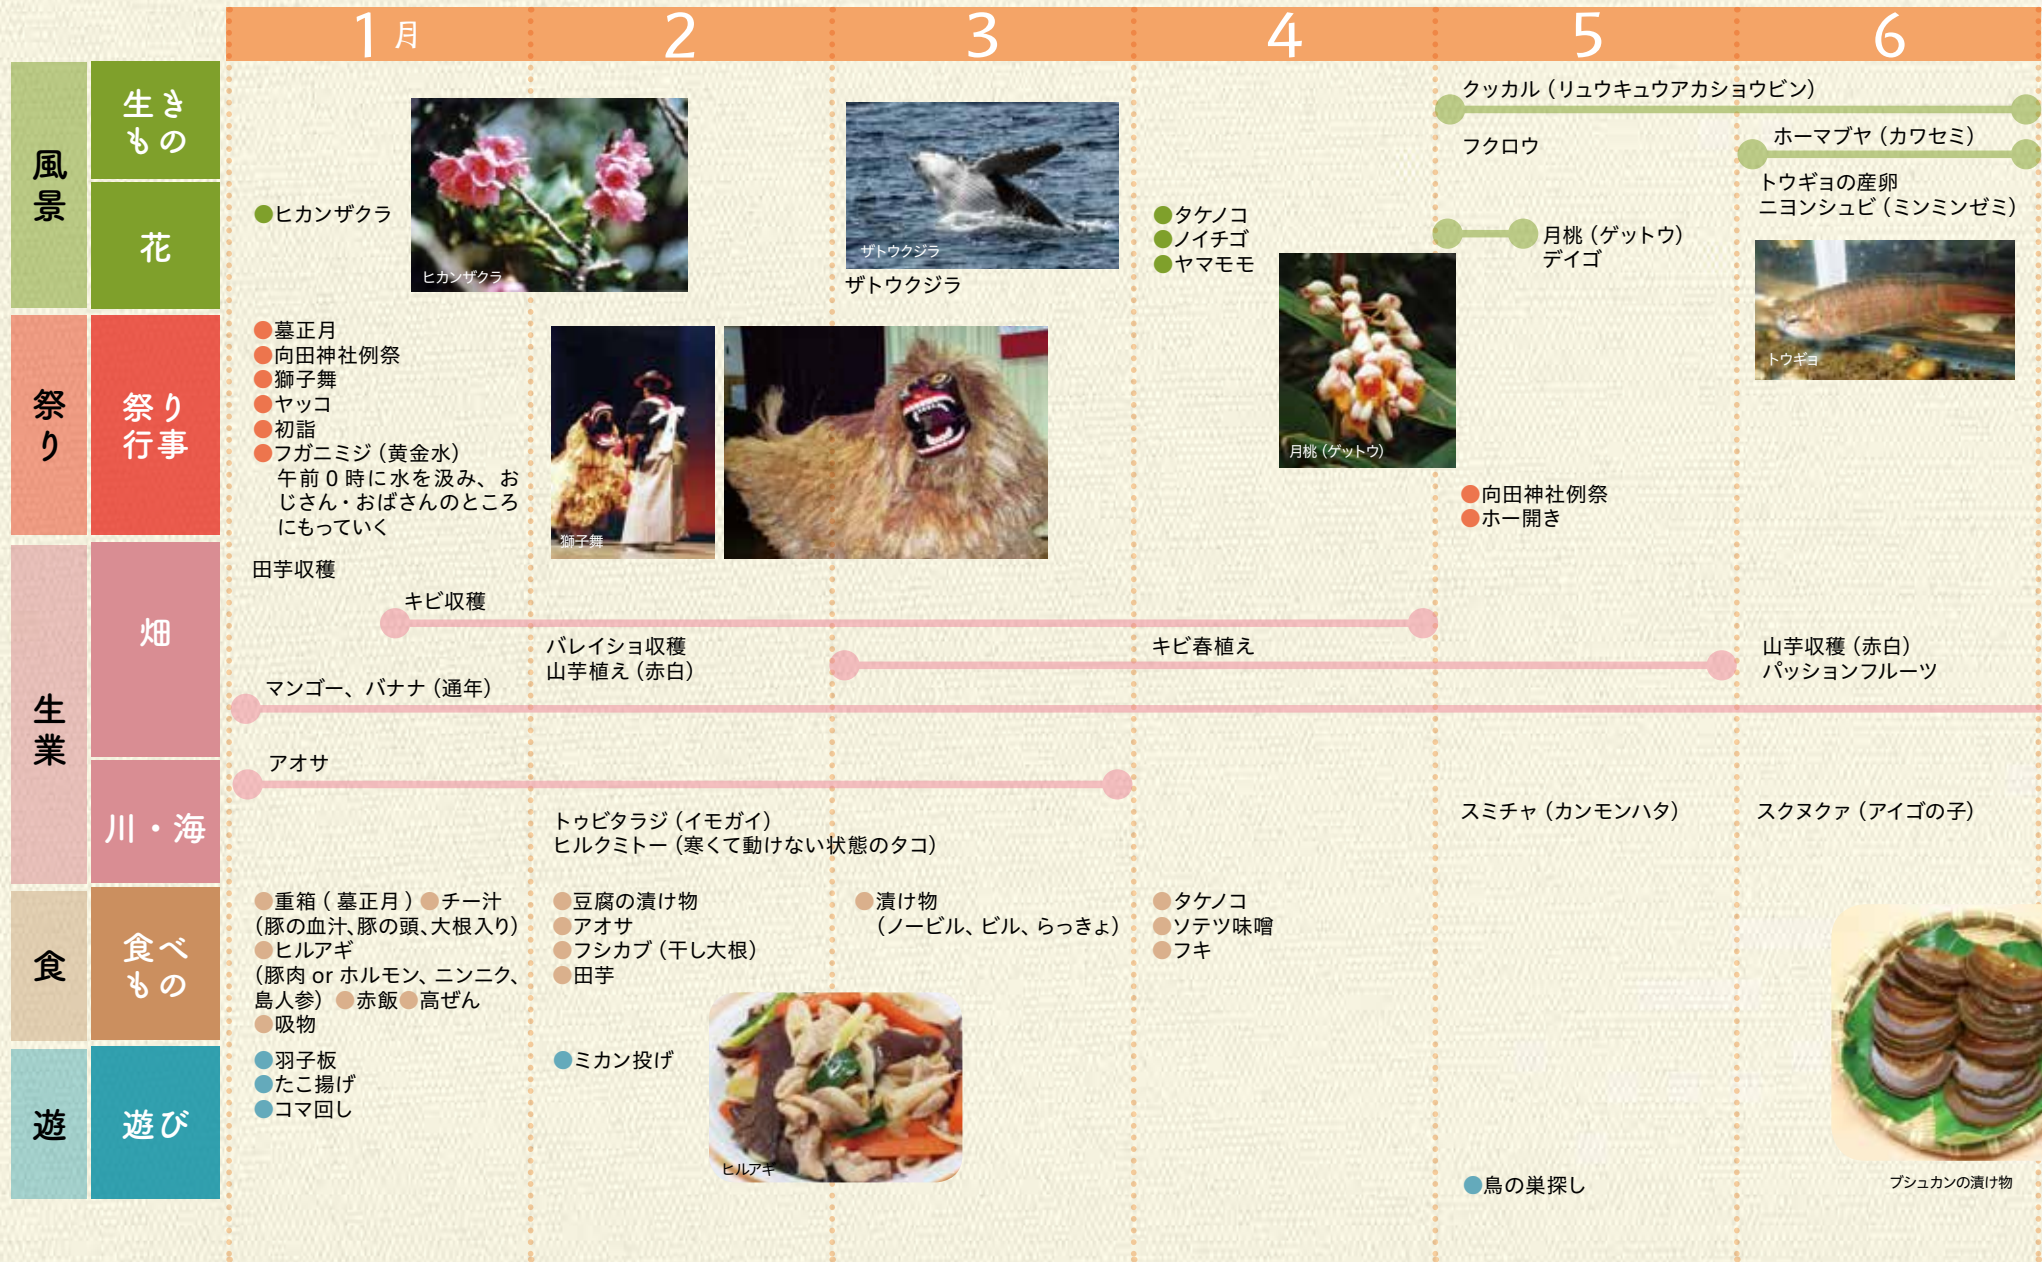 1月
2
3
4
5
6
風景
生き
もの
クッカル（リュウキュウアカショウビン）
フクロウ
ホーマブヤ（カワセミ）
トウギョの産卵
ニヨンシュビ（ミンミンゼミ）
花
ヒカンザクラ
ヒカンザクラ
ザトウクジラ
ザトウクジラ
タケノコ
ノイチゴ
ヤマモモ
月桃（ゲットウ）
デイゴ
月桃（ゲットウ）
トウギョ
祭り
祭り
行事
墓正月
向田神社例祭
獅子舞
ヤッコ
初詣
フガニミジ（黄金水）
午前０時に水を汲み、お
じさん・おばさんのところ
にもっていく
獅子舞
向田神社例祭
ホー開き
生業
畑
田芋収穫
キビ収穫
バレイショ収穫
山芋植え（赤白）
キビ春植え
山芋収穫（赤白）
パッションフルーツ
マンゴー、バナナ（通年）
川・海
アオサ
トゥビタラジ（イモガイ）
ヒルクミトー（寒くて動けない状態のタコ）
スミチャ（カンモンハタ）
スクヌクァ（アイゴの子）
食
食べ
もの
重箱（墓正月）チー汁
（豚の血汁、豚の頭、大根入り）
ヒルアギ
（豚肉 or ホルモン、ニンニク、
島人参）赤飯 高ぜん
吸物
豆腐の漬け物
アオサ
フシカブ（干し大根）
田芋
漬け物
（ノービル、ビル、らっきょ）
タケノコ
ソテツ味噌
フキ
ヒルアギ
ブシュカンの漬け物
遊
遊び
羽子板
たこ揚げ
コマ回し
ミカン投げ
鳥の巣探し